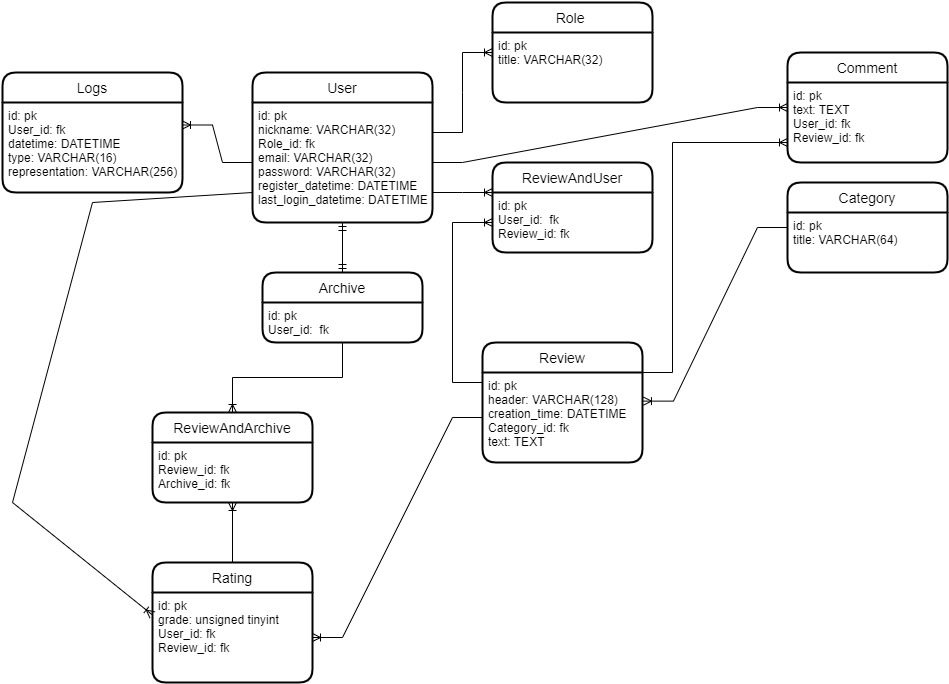 Role
id: pk
title: VARCHAR(32)
Logs
id: pk
User_id: fk
datetime: DATETIME
type: VARCHAR(16)
representation: VARCHAR(256)
User
id: pk
nickname: VARCHAR(32)
Role_id: fk
email: VARCHAR(32)
password: VARCHAR(32)
register_datetime: DATETIME
last_login_datetime: DATETIME
Comment
id: pk
text: TEXT
User_id: fk
Review_id: fk
ReviewAndUser
id: pk
User_id: fk
Review_id: fk
Category
id: pk
title: VARCHAR(64)
Archive
id: pk
User_id: fk
Review
id: pk
header: VARCHAR(128)
creation_time: DATETIME
Category_id: fk
text: TEXT
ReviewAndArchive
id: pk
Review_id: fk
Archive_id: fk
Rating
id: pk
grade: unsigned tinyint
User_id: fk
Review_id: fk